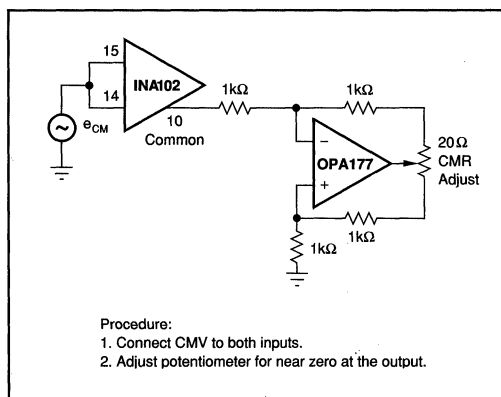 15
INA102
14
10
e_CM
Common
1kΩ
1kΩ
−
OPA177
+
20Ω
CMR
Adjust
1kΩ
1kΩ
Procedure:
1. Connect CMV to both inputs.
2. Adjust potentiometer for near zero at the output.